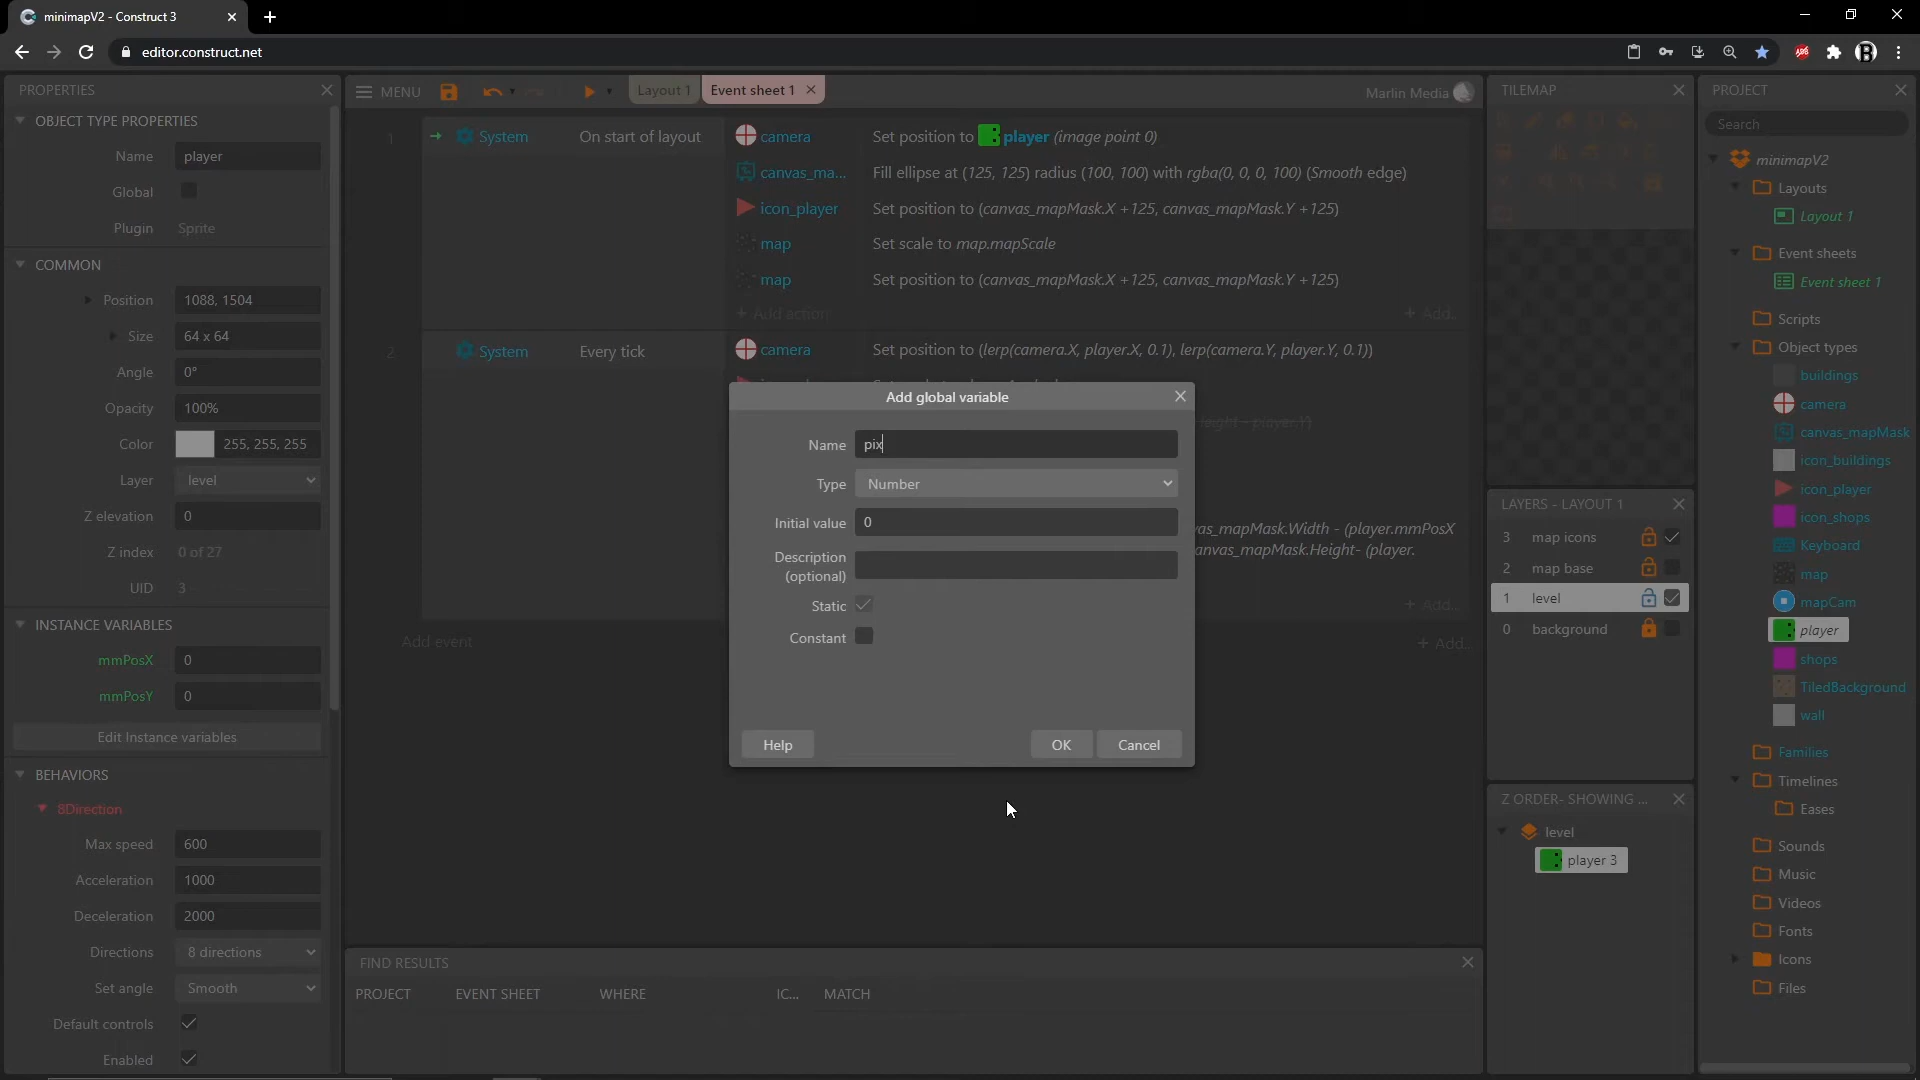 minimapV2 - Construct 3
editor.construct.net
PROPERTIES
OBJECT TYPE PROPERTIES
Name player
Global
Plugin Sprite
COMMON
Position 1088, 1504
Size 64 x 64
Angle 0°
Opacity 100%
Color 255, 255, 255
Layer level
Z elevation 0
Z index 0 of 27
UID 3
INSTANCE VARIABLES
mmPosX 0
mmPosY 0
Edit Instance variables
BEHAVIORS
8Direction
Max speed 600
Acceleration 1000
Deceleration 2000
Directions 8 directions
Set angle Smooth
Default controls
Enabled
MENU
Layout 1
Event sheet 1
Marlin Media
1 System On start of layout
camera Set position to player (image point 0)
canvas_ma... Fill ellipse at (125, 125) radius (100, 100) with rgba(0, 0, 0, 100) (Smooth edge)
icon_player Set position to (canvas_mapMask.X +125, canvas_mapMask.Y +125)
map Set scale to map.mapScale
map Set position to (canvas_mapMask.X +125, canvas_mapMask.Y +125)
+ Add action + Add..
2 System Every tick
camera Set position to (lerp(camera.X, player.X, 0.1), lerp(camera.Y, player.Y, 0.1))
- player.Y)
_mapMask.Width - (player.mmPosX
.Height- (player.
+ Add..
Add event + Add..
Add global variable
Name pix
Type Number
Initial value 0
Description
(optional)
Static
Constant
Help OK Cancel
FIND RESULTS
PROJECT EVENT SHEET WHERE IC... MATCH
TILEMAP
LAYERS - LAYOUT 1
3 map icons
2 map base
1 level
0 background
Z ORDER- SHOWING ...
level
player 3
PROJECT
Search
minimapV2
Layouts
Layout 1
Event sheets
Event sheet 1
Scripts
Object types
buildings
camera
canvas_mapMask
icon_buildings
icon_player
icon_shops
Keyboard
map
mapCam
player
shops
TiledBackground
wall
Families
Timelines
Eases
Sounds
Music
Videos
Fonts
Icons
Files